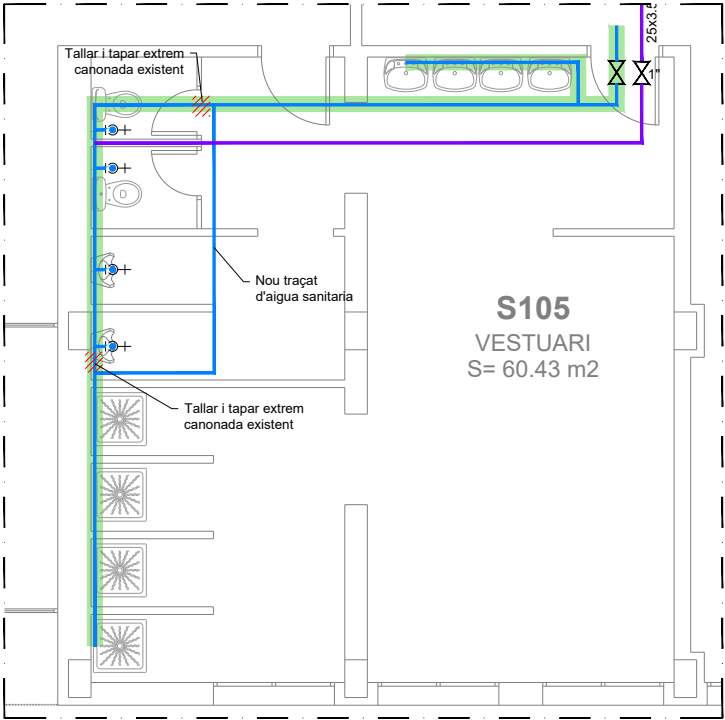 25x3.5
Tallar i tapar extrem
canonada existent
1"
D
D
Nou traçat
d'aigua sanitaria
S105
VESTUARI
S= 60.43 m2
Tallar i tapar extrem
canonada existent